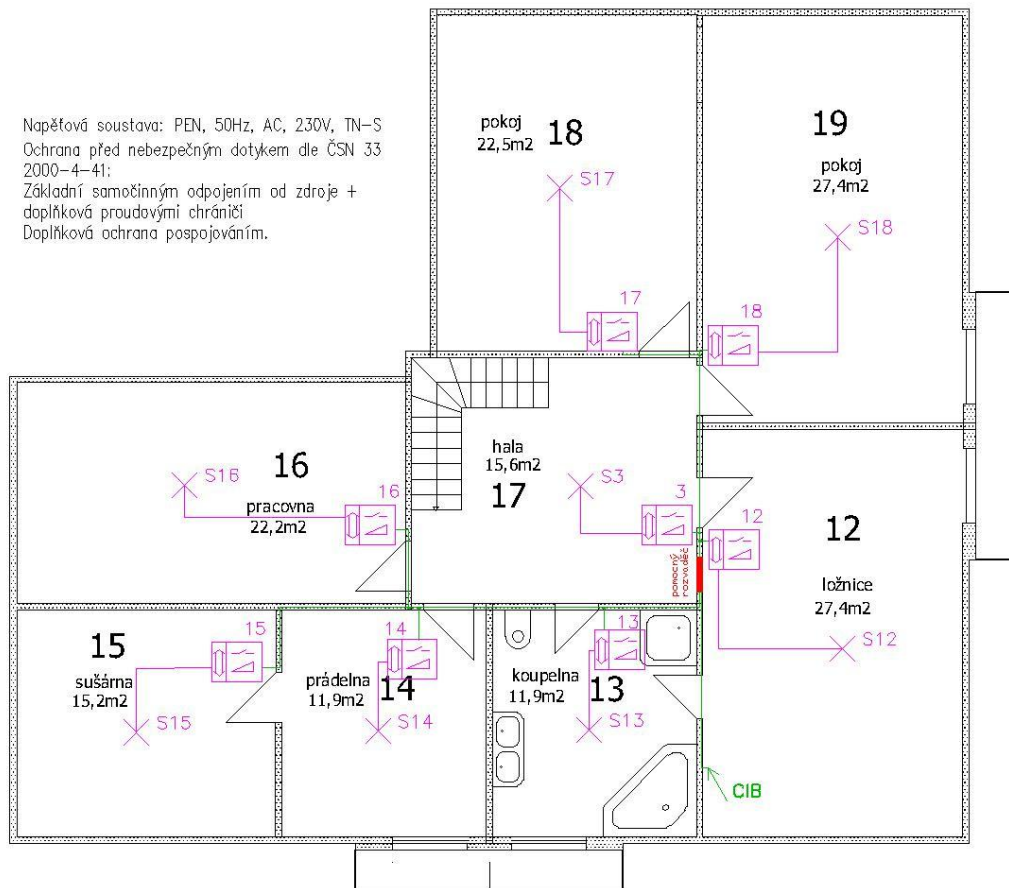 Napěťová soustava: PEN, 50Hz, AC, 230V, TN-S
Ochrana před nebezpečným dotykem dle ČSN 33
2000-4-41:
Základní samočinným odpojením od zdroje +
doplňková proudovými chrániči
Doplňková ochrana pospojováním.
pokoj
22,5m2
18
S17
17
19
pokoj
27,4m2
S18
18
16
S16
pracovna
22,2m2
16
hala
15,6m2
17
S3
3
pomocný
rozvaděč
12
12
ložnice
27,4m2
S12
15
sušárna
15,2m2
15
S15
14
prádelna
11,9m2
14
S14
13
koupelna
11,9m2
13
S13
CIB